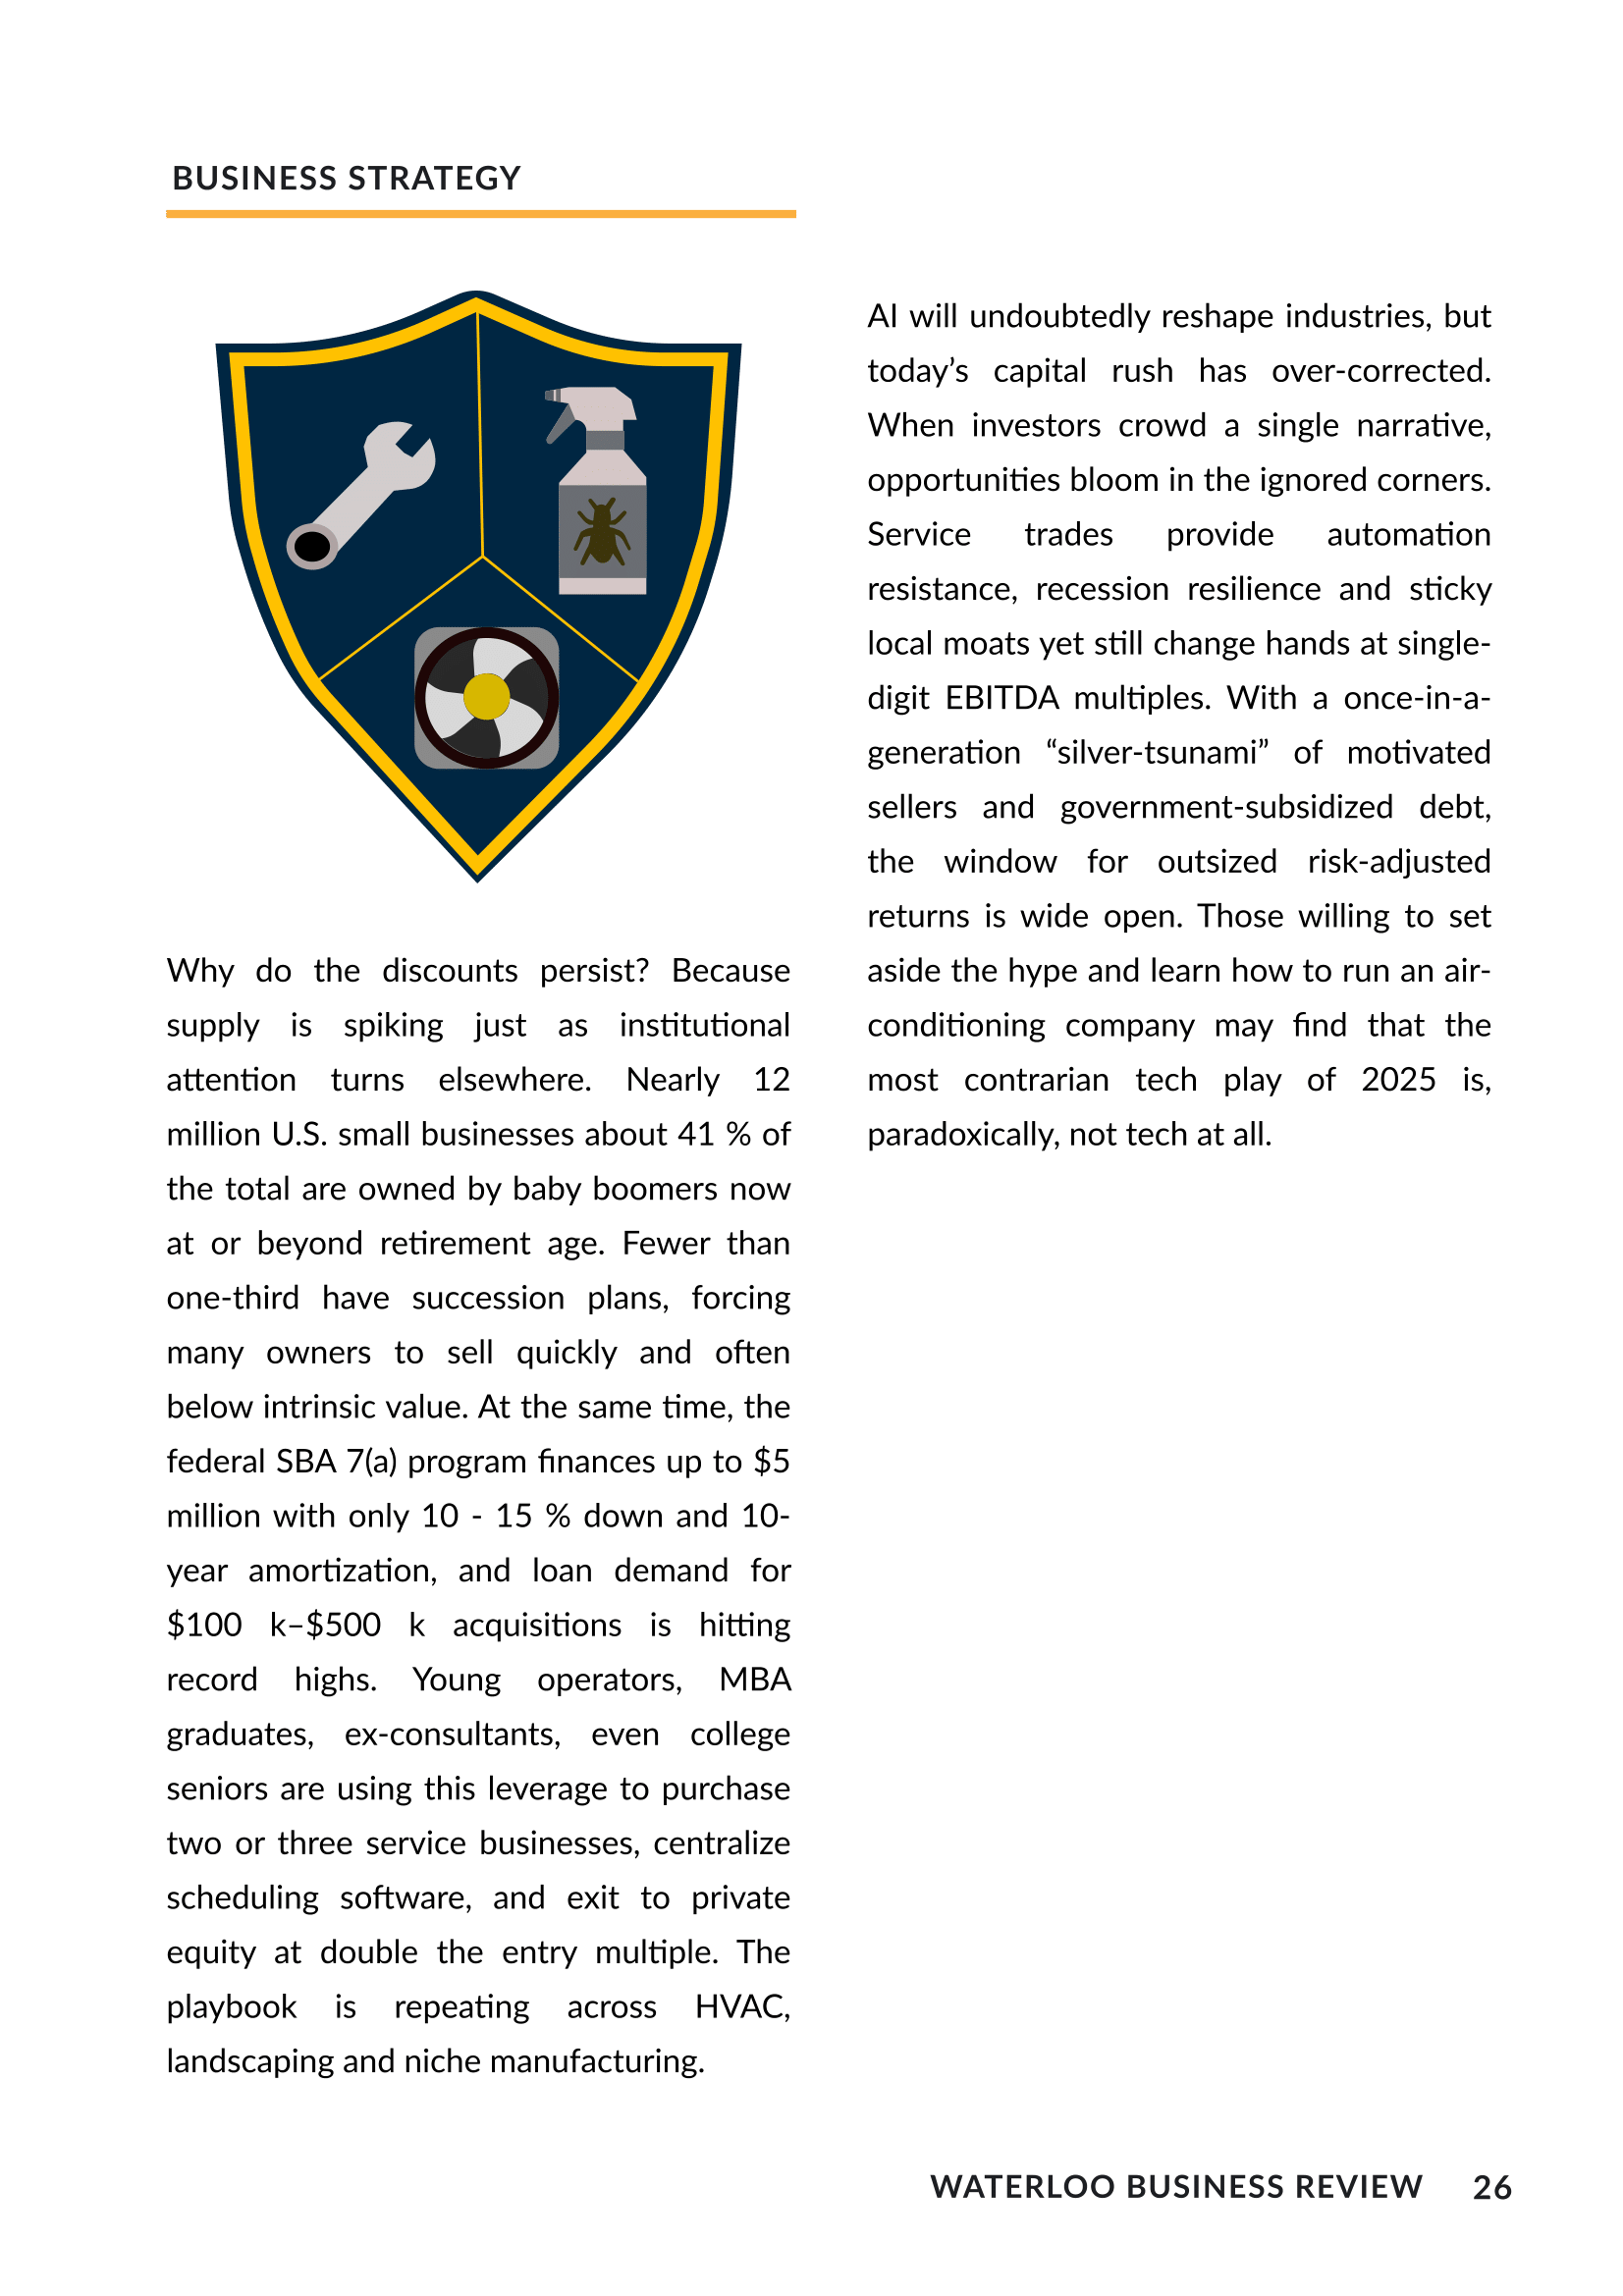 BUSINESS STRATEGY
Why do the discounts persist? Because
supply is spiking just as institutional
attention turns elsewhere. Nearly 12
million U.S. small businesses about 41 % of
the total are owned by baby boomers now
at or beyond retirement age. Fewer than
one-third have succession plans, forcing
many owners to sell quickly and often
below intrinsic value. At the same time, the
federal SBA 7(a) program finances up to $5
million with only 10 - 15 % down and 10-
year amortization, and loan demand for
$100 k–$500 k acquisitions is hitting
record highs. Young operators, MBA
graduates, ex-consultants, even college
seniors are using this leverage to purchase
two or three service businesses, centralize
scheduling software, and exit to private
equity at double the entry multiple. The
playbook is repeating across HVAC,
landscaping and niche manufacturing.
AI will undoubtedly reshape industries, but
today’s capital rush has over-corrected.
When investors crowd a single narrative,
opportunities bloom in the ignored corners.
Service trades provide automation
resistance, recession resilience and sticky
local moats yet still change hands at single-
digit EBITDA multiples. With a once-in-a-
generation “silver-tsunami” of motivated
sellers and government-subsidized debt,
the window for outsized risk-adjusted
returns is wide open. Those willing to set
aside the hype and learn how to run an air-
conditioning company may find that the
most contrarian tech play of 2025 is,
paradoxically, not tech at all.
WATERLOO BUSINESS REVIEW 26